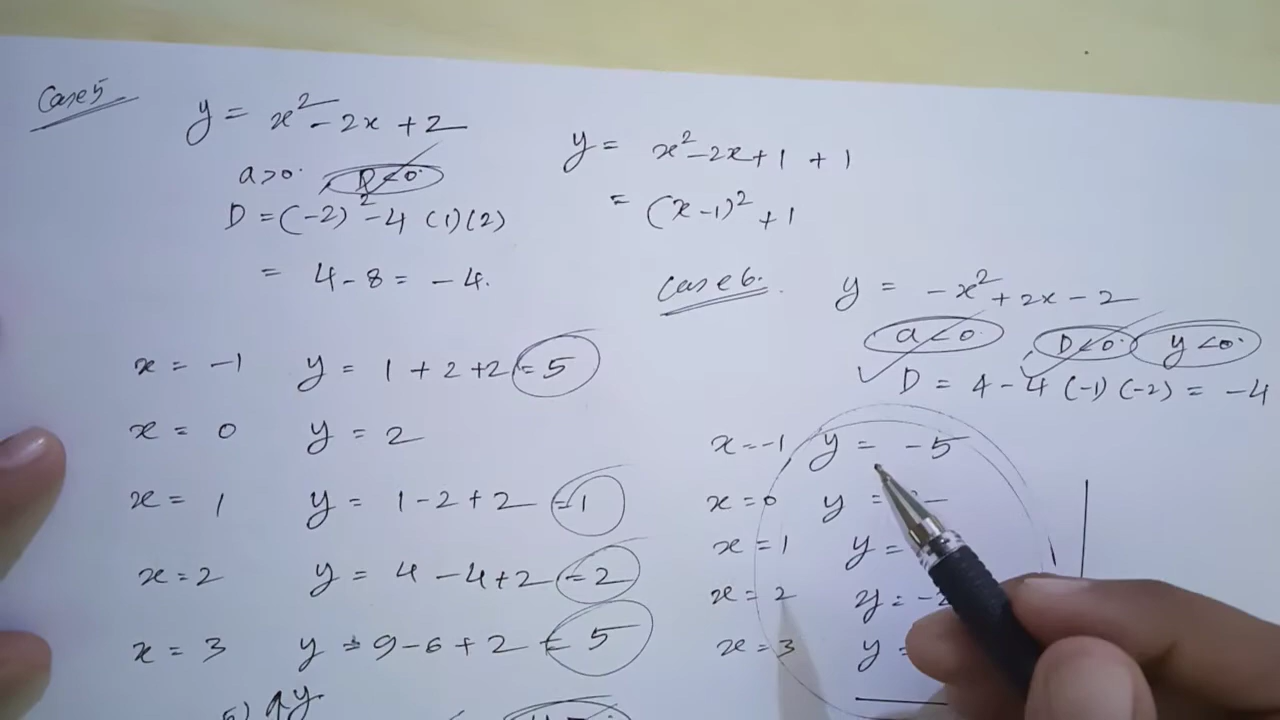 Case 5
y = x² - 2x + 2
a>0. D<0.
D = (-2)² - 4 (1)(2)
= 4 - 8 = -4.
y = x² - 2x + 1 + 1
= (x - 1)² + 1
x = -1 y = 1 + 2 + 2 = 5
x = 0 y = 2
x = 1 y = 1 - 2 + 2 = 1
x = 2 y = 4 - 4 + 2 = 2
x = 3 y = 9 - 6 + 2 = 5
Case 6.
y = -x² + 2x - 2
a<0. D<0. y<0.
D = 4 - 4 (-1) (-2) = -4
x = -1 y = -5
x = 0 y =
x = 1 y =
x = 2 y = -2
x = 3 y =